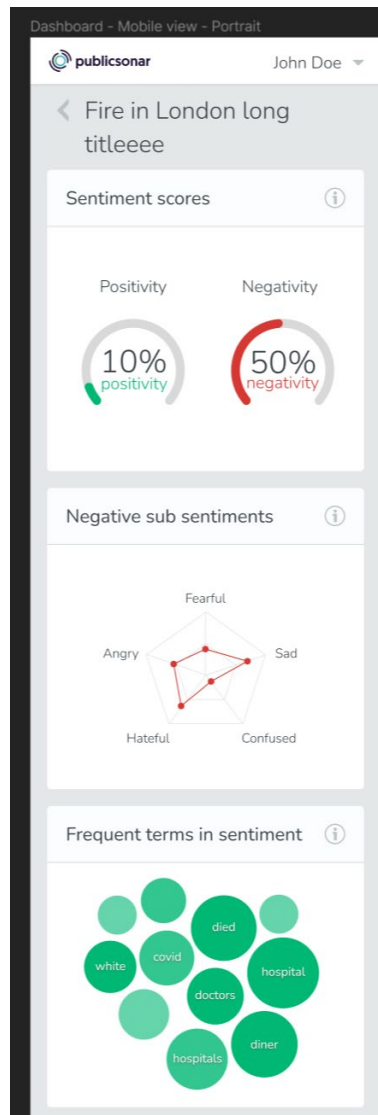 Dashboard - Mobile view - Portrait
publicsonar
John Doe
Fire in London long
titleeee
Sentiment scores
Positivity
Negativity
10%
positivity
50%
negativity
Negative sub sentiments
Fearful
Angry
Sad
Hateful
Confused
Frequent terms in sentiment
died
white
covid
hospital
doctors
hospitals
diner